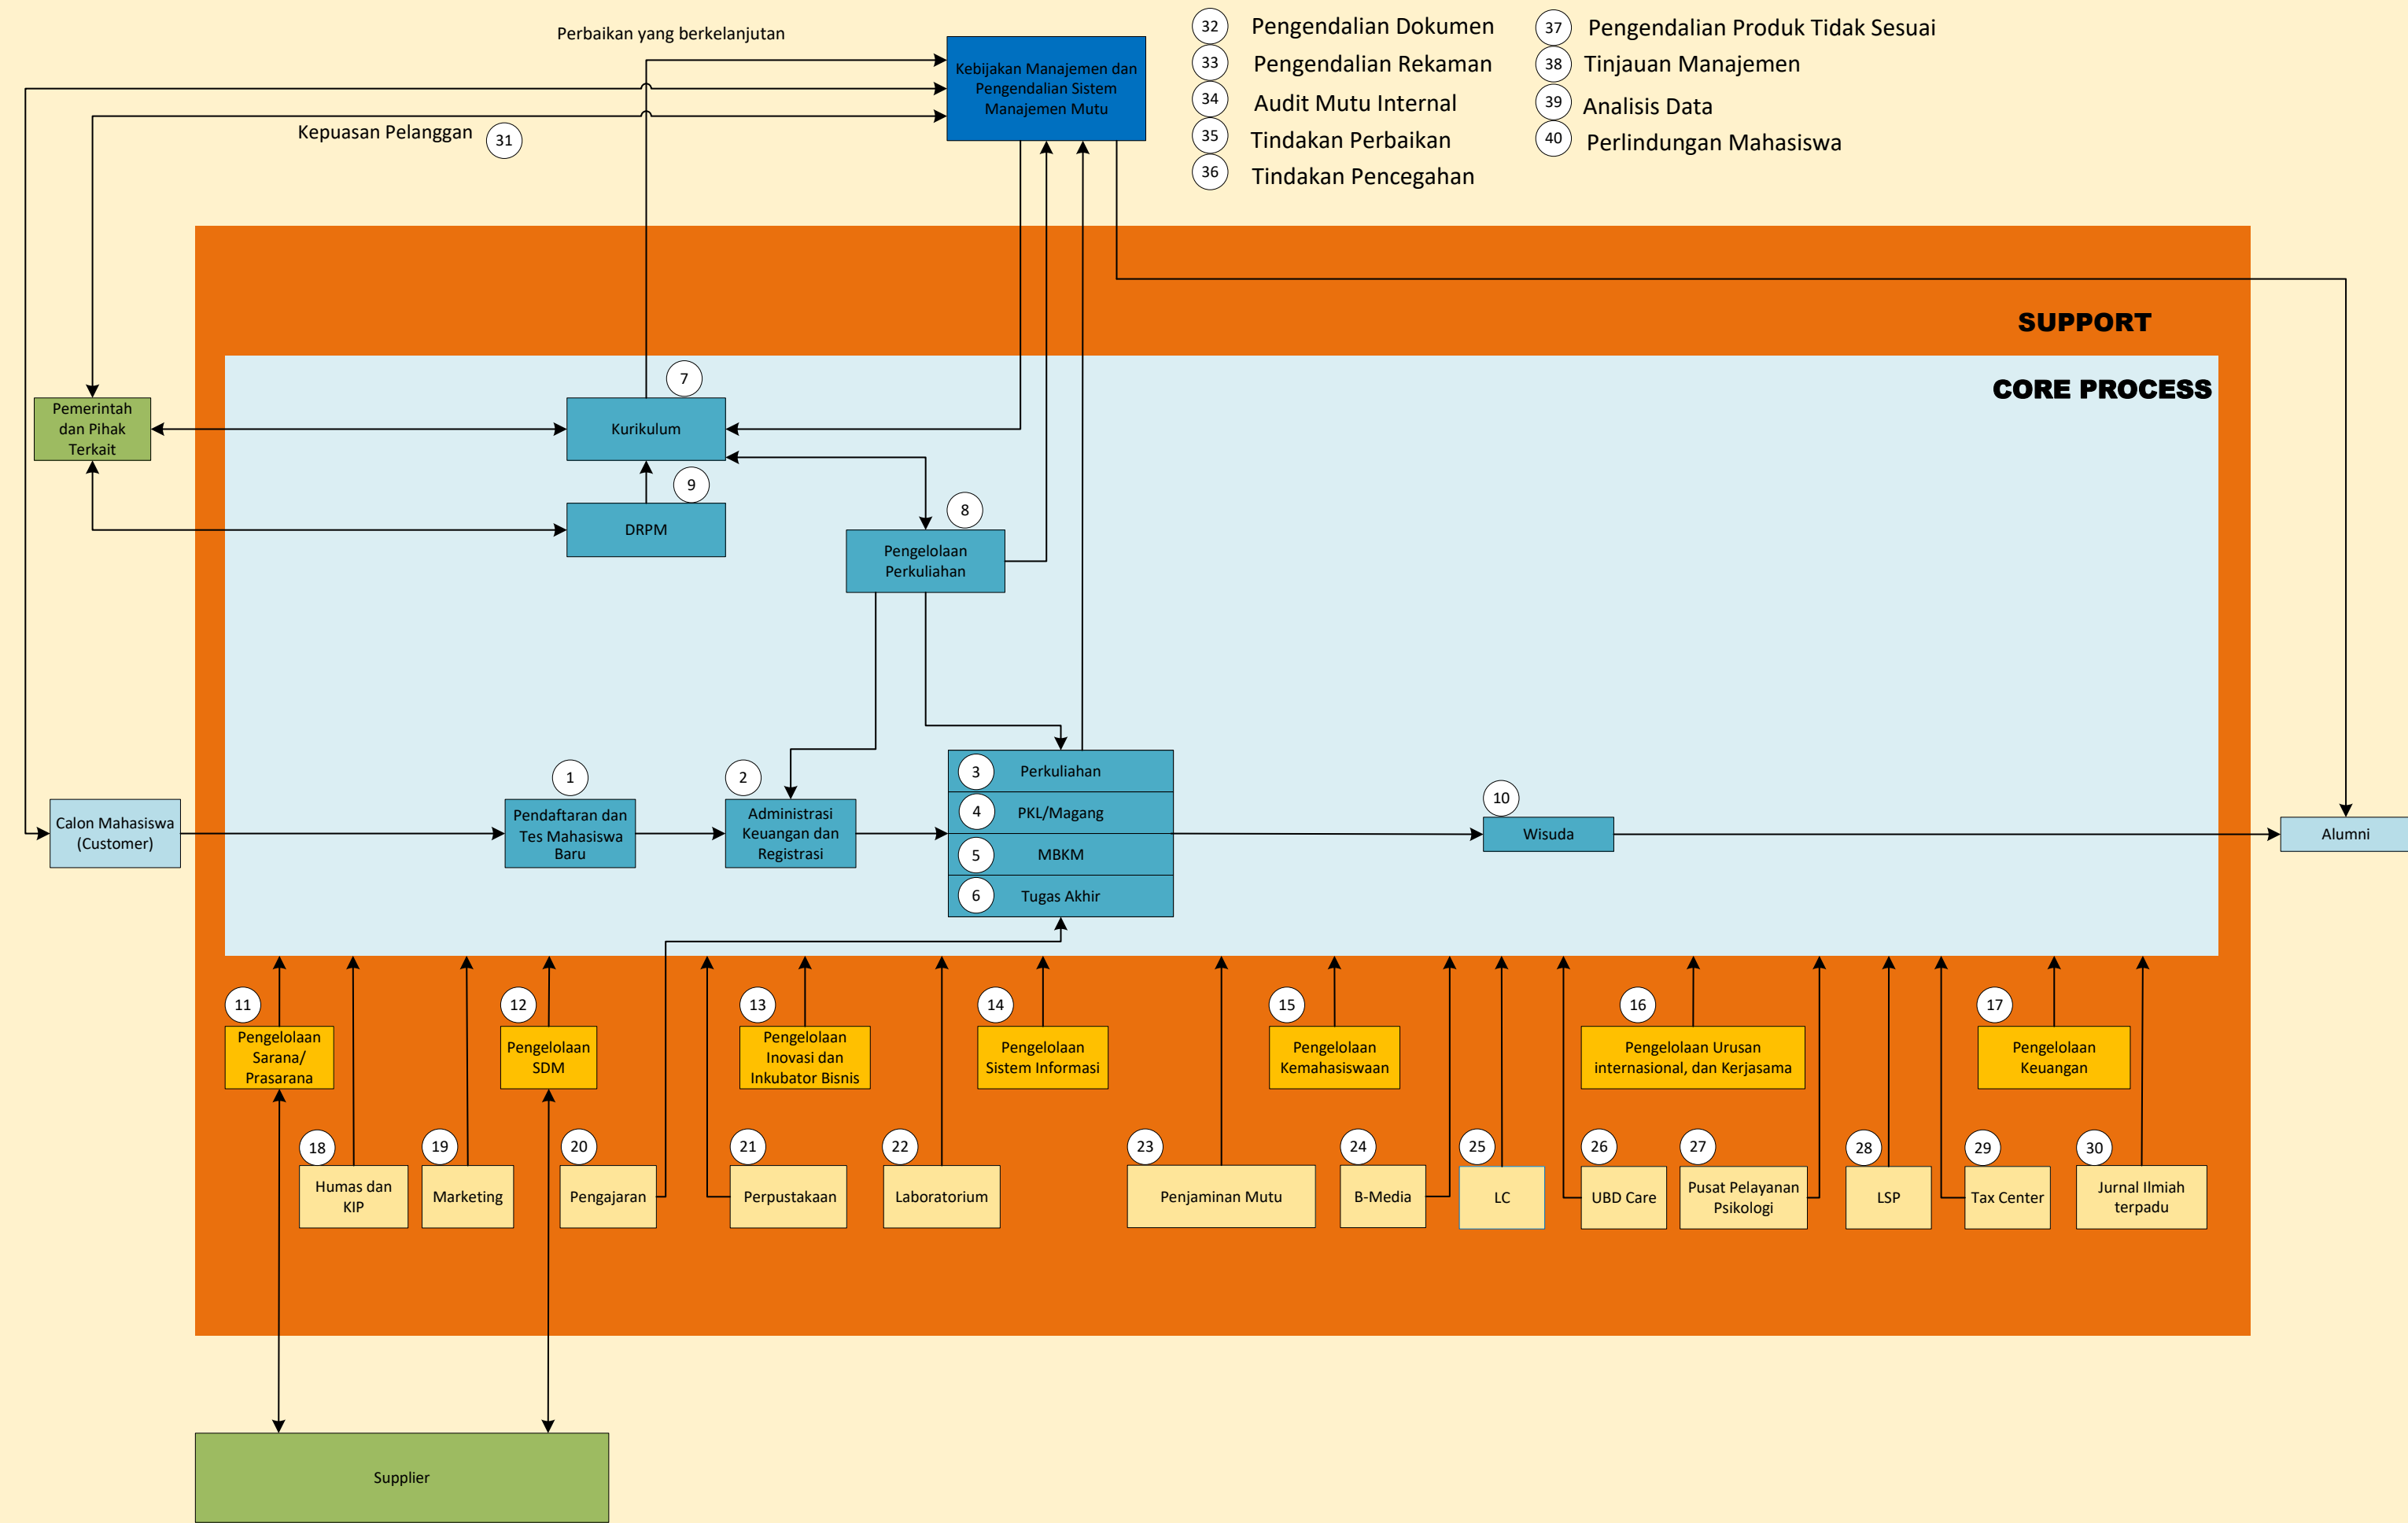 Perbaikan yang berkelanjutan
Kebijakan Manajemen dan
Pengendalian Sistem
Manajemen Mutu
Kepuasan Pelanggan
31
32 Pengendalian Dokumen
33 Pengendalian Rekaman
34 Audit Mutu Internal
35 Tindakan Perbaikan
36 Tindakan Pencegahan
37 Pengendalian Produk Tidak Sesuai
38 Tinjauan Manajemen
39 Analisis Data
40 Perlindungan Mahasiswa
SUPPORT
CORE PROCESS
Pemerintah
dan Pihak
Terkait
7
Kurikulum
9
DRPM
8
Pengelolaan
Perkuliahan
Calon Mahasiswa
(Customer)
1
Pendaftaran dan
Tes Mahasiswa
Baru
2
Administrasi
Keuangan dan
Registrasi
3 Perkuliahan
4 PKL/Magang
5 MBKM
6 Tugas Akhir
10
Wisuda
Alumni
11
Pengelolaan
Sarana/
Prasarana
12
Pengelolaan
SDM
13
Pengelolaan
Inovasi dan
Inkubator Bisnis
14
Pengelolaan
Sistem Informasi
15
Pengelolaan
Kemahasiswaan
16
Pengelolaan Urusan
internasional, dan Kerjasama
17
Pengelolaan
Keuangan
18
Humas dan
KIP
19
Marketing
20
Pengajaran
21
Perpustakaan
22
Laboratorium
23
Penjaminan Mutu
24
B-Media
25
LC
26
UBD Care
27
Pusat Pelayanan
Psikologi
28
LSP
29
Tax Center
30
Jurnal Ilmiah
terpadu
Supplier